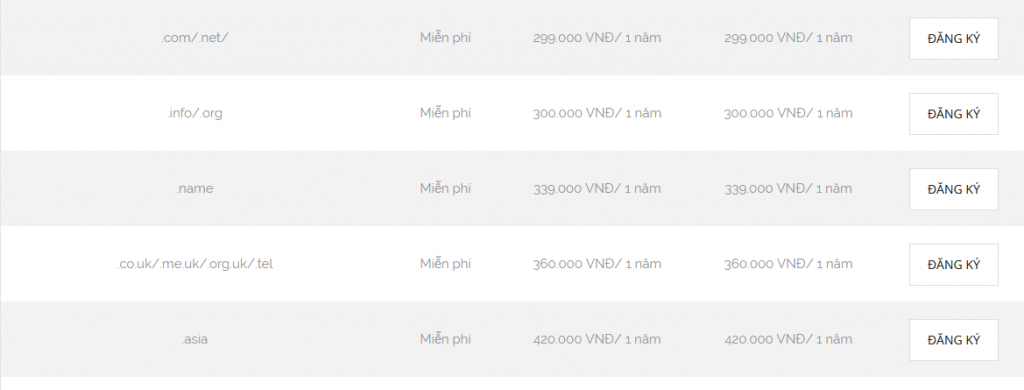 .com/.net/ Miễn phí 299.000 VNĐ/ 1 năm 299.000 VNĐ/ 1 năm ĐĂNG KÝ
.info/.org Miễn phí 300.000 VNĐ/ 1 năm 300.000 VNĐ/ 1 năm ĐĂNG KÝ
.name Miễn phí 339.000 VNĐ/ 1 năm 339.000 VNĐ/ 1 năm ĐĂNG KÝ
.co.uk/.me.uk/.org.uk/.tel Miễn phí 360.000 VNĐ/ 1 năm 360.000 VNĐ/ 1 năm ĐĂNG KÝ
.asia Miễn phí 420.000 VNĐ/ 1 năm 420.000 VNĐ/ 1 năm ĐĂNG KÝ